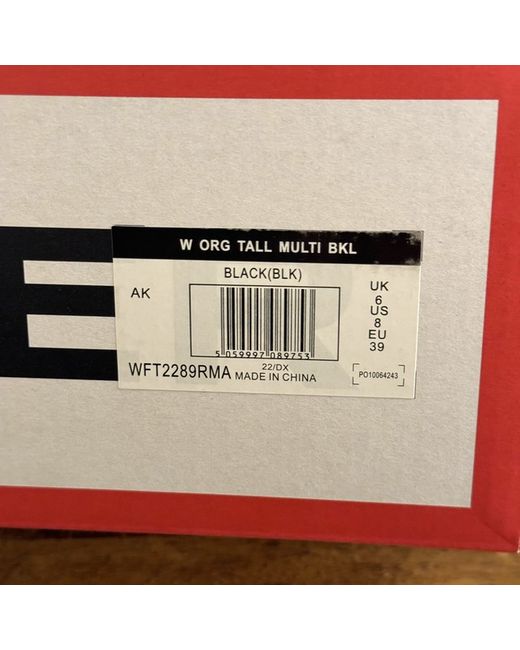 W ORG TALL MULTI BKL
BLACK(BLK)
AK
UK
6
US
8
EU
39
5 059997 089753
22/DX
WFT2289RMA
MADE IN CHINA
PO10064243
E